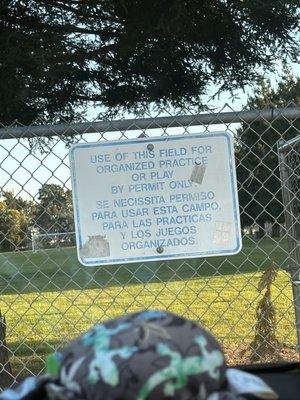 USE OF THIS FIELD FOR
ORGANIZED PRACTICE
OR PLAY
BY PERMIT ONLY.
SE NECISSITA PERMISO
PARA USAR ESTA CAMPO,
PARA LAS PRACTICAS
Y LOS JUEGOS
ORGANIZADOS.